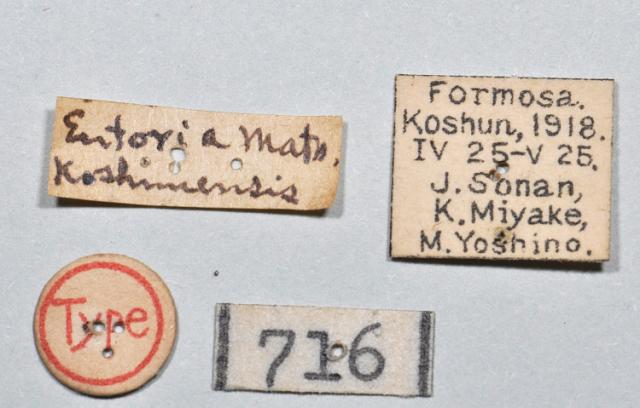 Entoria Mats.
Koshunensis
Formosa.
Koshun, 1918.
IV 25-V 25.
J. Sonan,
K. Miyake,
M. Yoshino.
Type
716